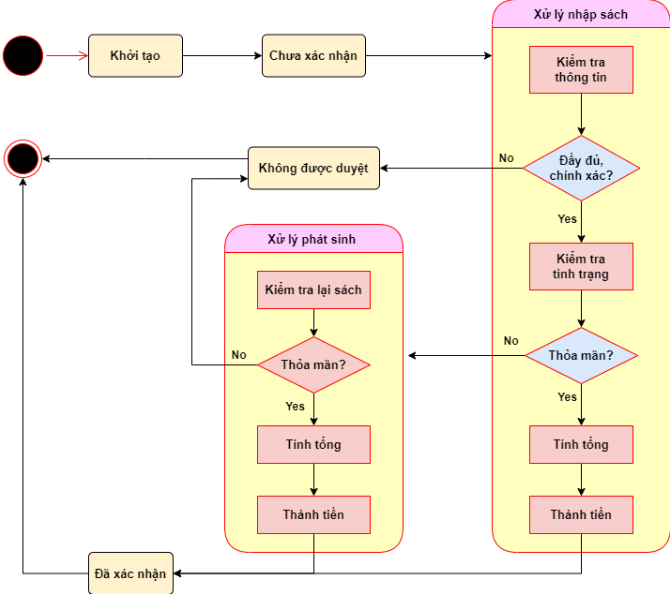 Xử lý nhập sách
Khởi tạo
Chưa xác nhận
Kiểm tra
thông tin
Đầy đủ,
chính xác?
No
Không được duyệt
Yes
Xử lý phát sinh
Kiểm tra
tình trạng
Kiểm tra lại sách
Thỏa mãn?
No
Thỏa mãn?
No
Yes
Yes
Tính tổng
Tính tổng
Thành tiền
Thành tiền
Đã xác nhận